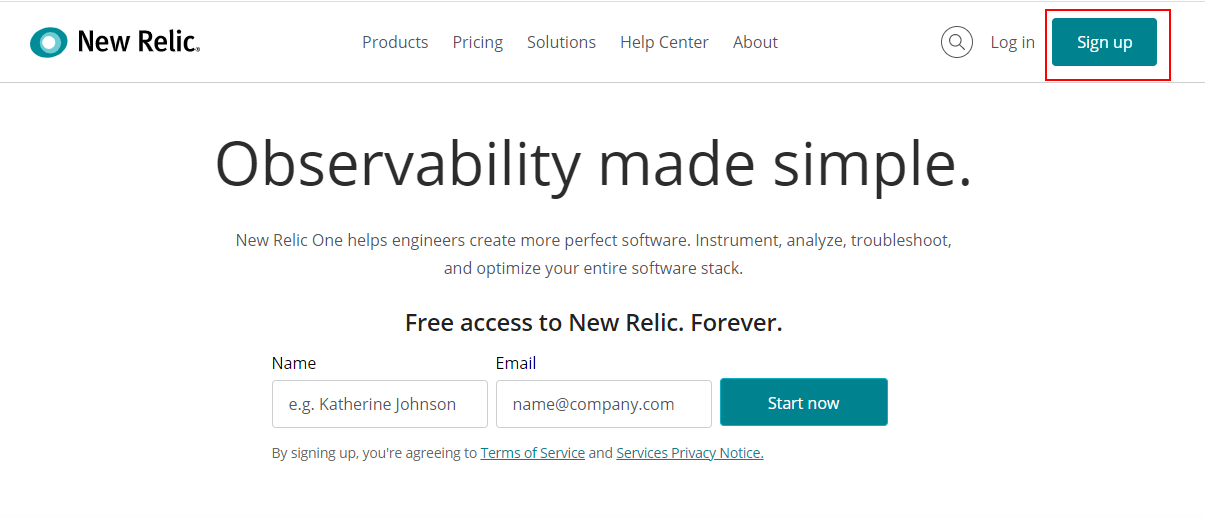 New Relic.
Products Pricing Solutions Help Center About
Log in
Sign up
Observability made simple.
New Relic One helps engineers create more perfect software. Instrument, analyze, troubleshoot,
and optimize your entire software stack.
Free access to New Relic. Forever.
Name Email
e.g. Katherine Johnson name@company.com Start now
By signing up, you're agreeing to Terms of Service and Services Privacy Notice.